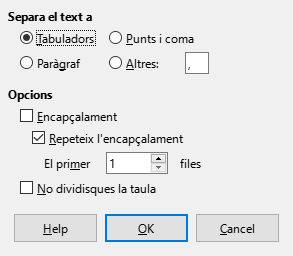 Separa el text a
Tabuladors Punts i coma
Paràgraf Altres: ,
Opcions
Encapçalament
Repeteix l'encapçalament
El primer 1 files
No dividisques la taula
Help OK Cancel